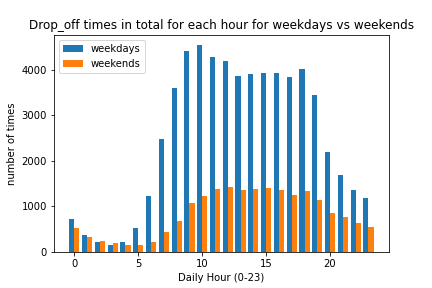 Drop_off times in total for each hour for weekdays vs weekends
weekdays
weekends
number of times
4000
3000
2000
1000
0
0 5 10 15 20
Daily Hour (0-23)